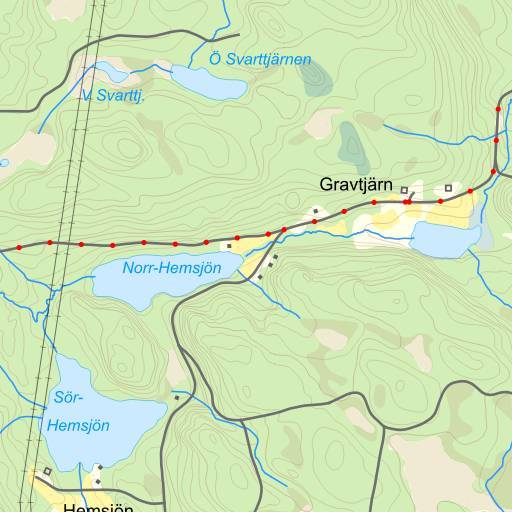 Ö Svarttjärnen
V Svarttj.
Gravtjärn
Norr-Hemsjön
Sör-
Hemsjön
Hemsjön